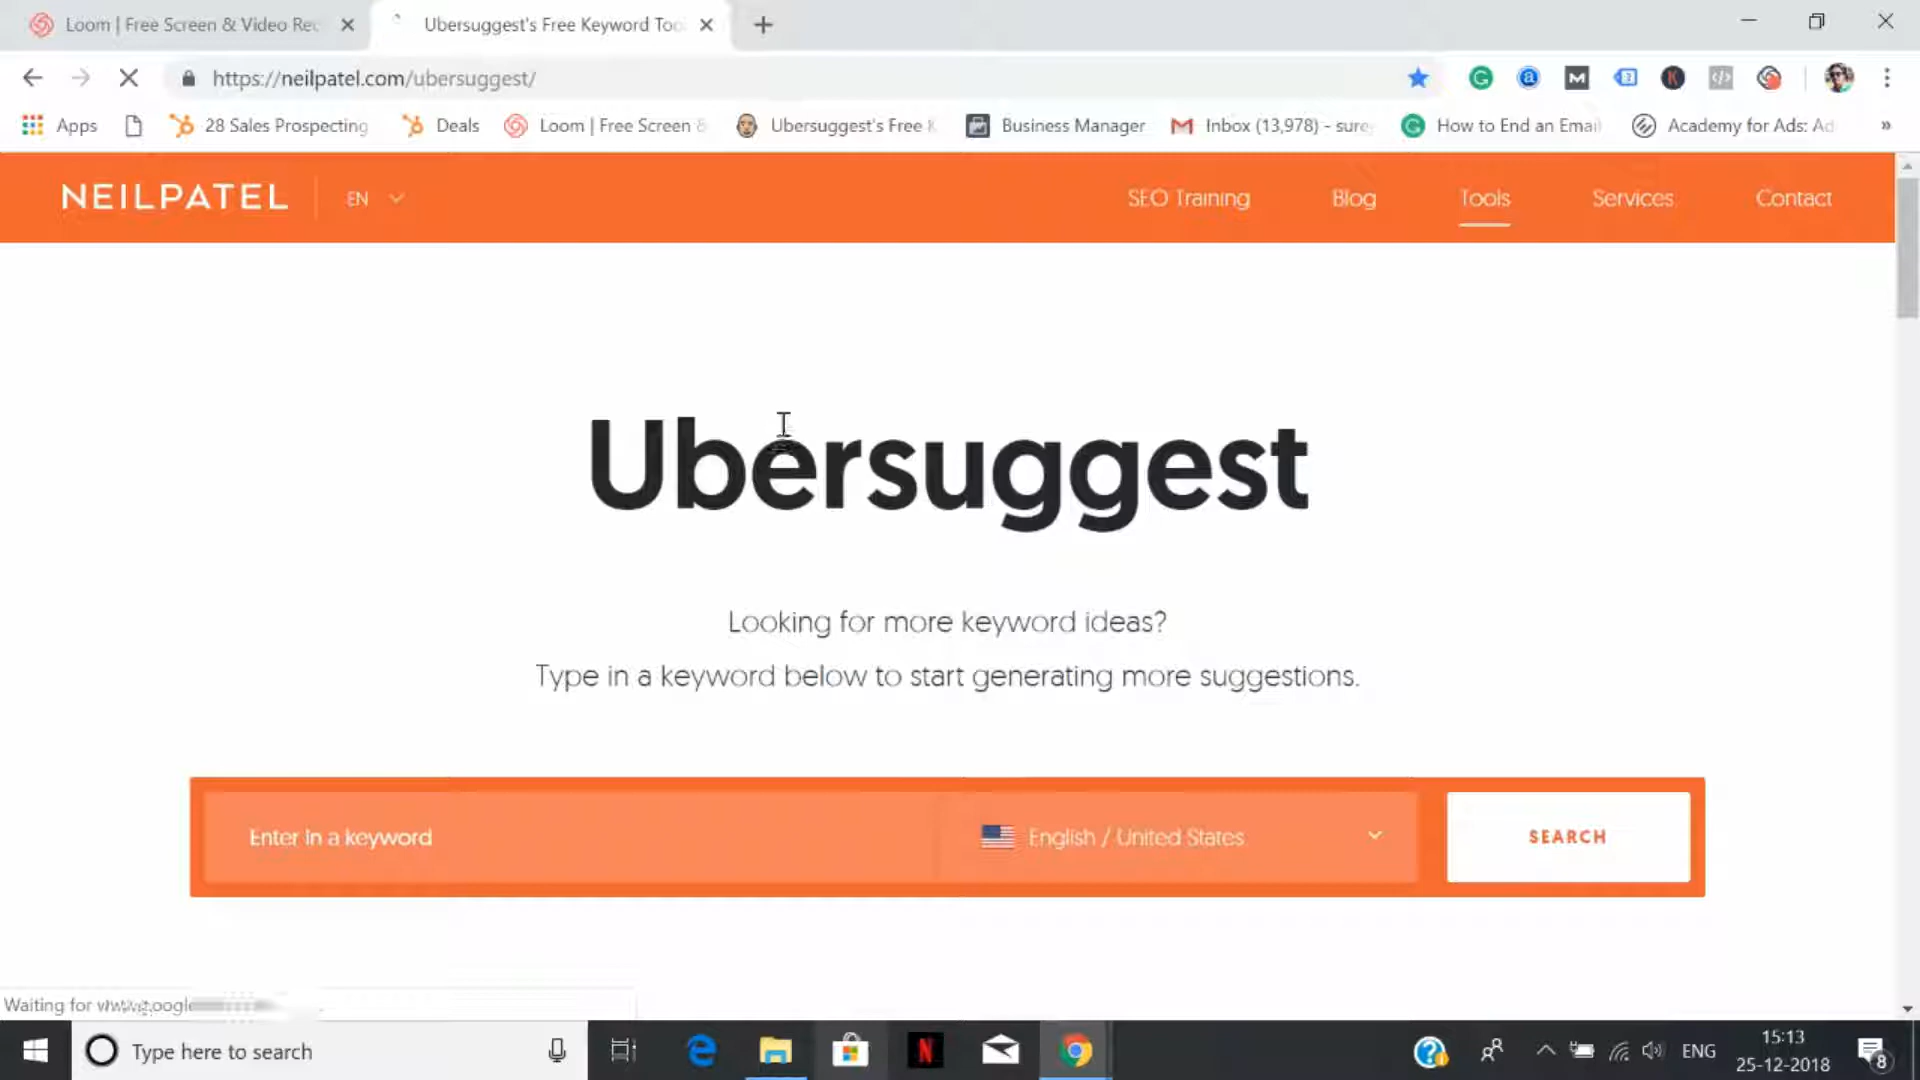 Loom | Free Screen & Video Rec
Ubersuggest's Free Keyword Too
https://neilpatel.com/ubersuggest/
Apps
28 Sales Prospecting
Deals
Loom | Free Screen &
Ubersuggest's Free K
Business Manager
Inbox (13,978) - sure
How to End an Email
Academy for Ads: Ad
NEILPATEL
EN
SEO Training
Blog
Tools
Services
Contact
Ubersuggest
Looking for more keyword ideas?
Type in a keyword below to start generating more suggestions.
Enter in a keyword
English / United States
SEARCH
Waiting for
Type here to search
ENG
15:13
25-12-2018
8